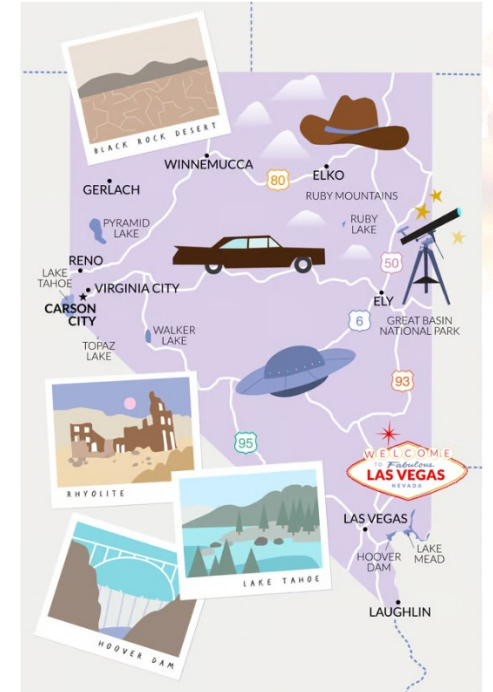 BLACK ROCK DESERT
WINNEMUCCA
80
ELKO
GERLACH
RUBY MOUNTAINS
PYRAMID
LAKE
RUBY
LAKE
RENO
50
LAKE
TAHOE
VIRGINIA CITY
CARSON
CITY
ELY
6
GREAT BASIN
NATIONAL PARK
WALKER
LAKE
TOPAZ
LAKE
93
95
WELCOME
TO Fabulous
LAS VEGAS
NEVADA
RHYOLITE
LAS VEGAS
HOOVER
DAM
LAKE
MEAD
LAKE TAHOE
LAUGHLIN
HOOVER DAM